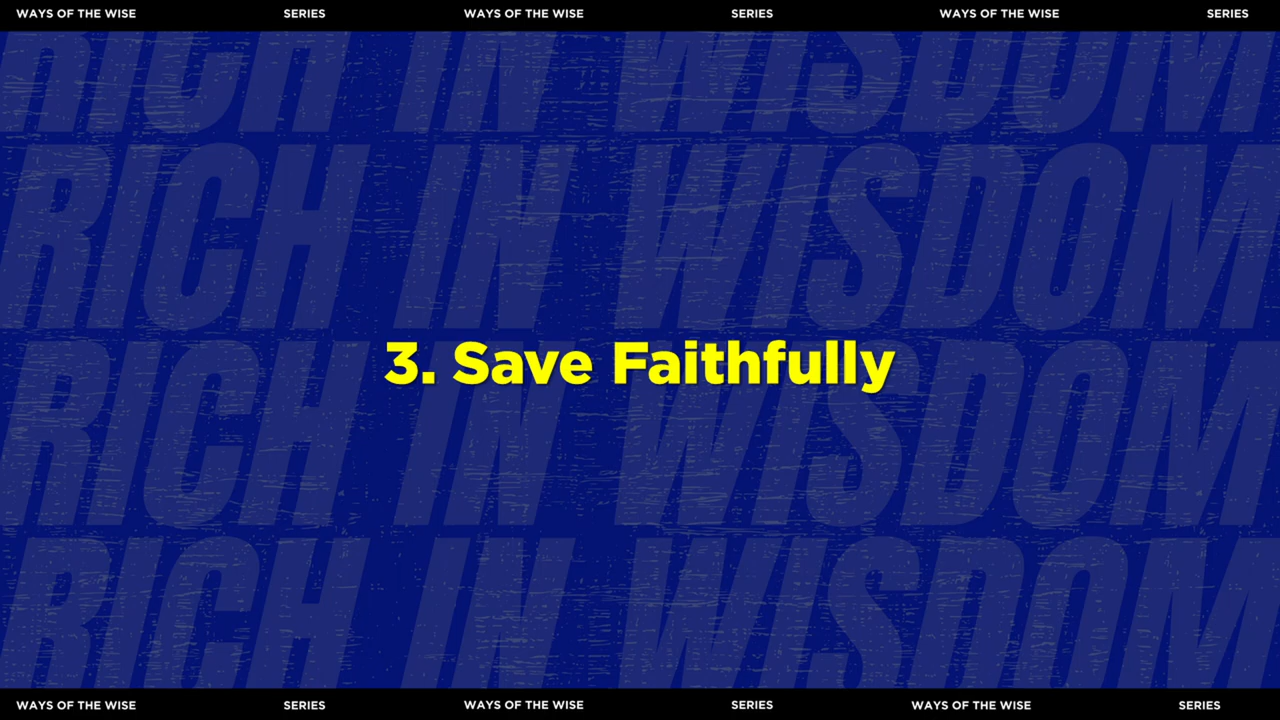 WAYS OF THE WISE SERIES WAYS OF THE WISE SERIES WAYS OF THE WISE SERIES
RICH IN WISDOM
RICH IN WISDOM
3. Save Faithfully
RICH IN WISDOM
RICH IN WISDOM
WAYS OF THE WISE SERIES WAYS OF THE WISE SERIES WAYS OF THE WISE SERIES